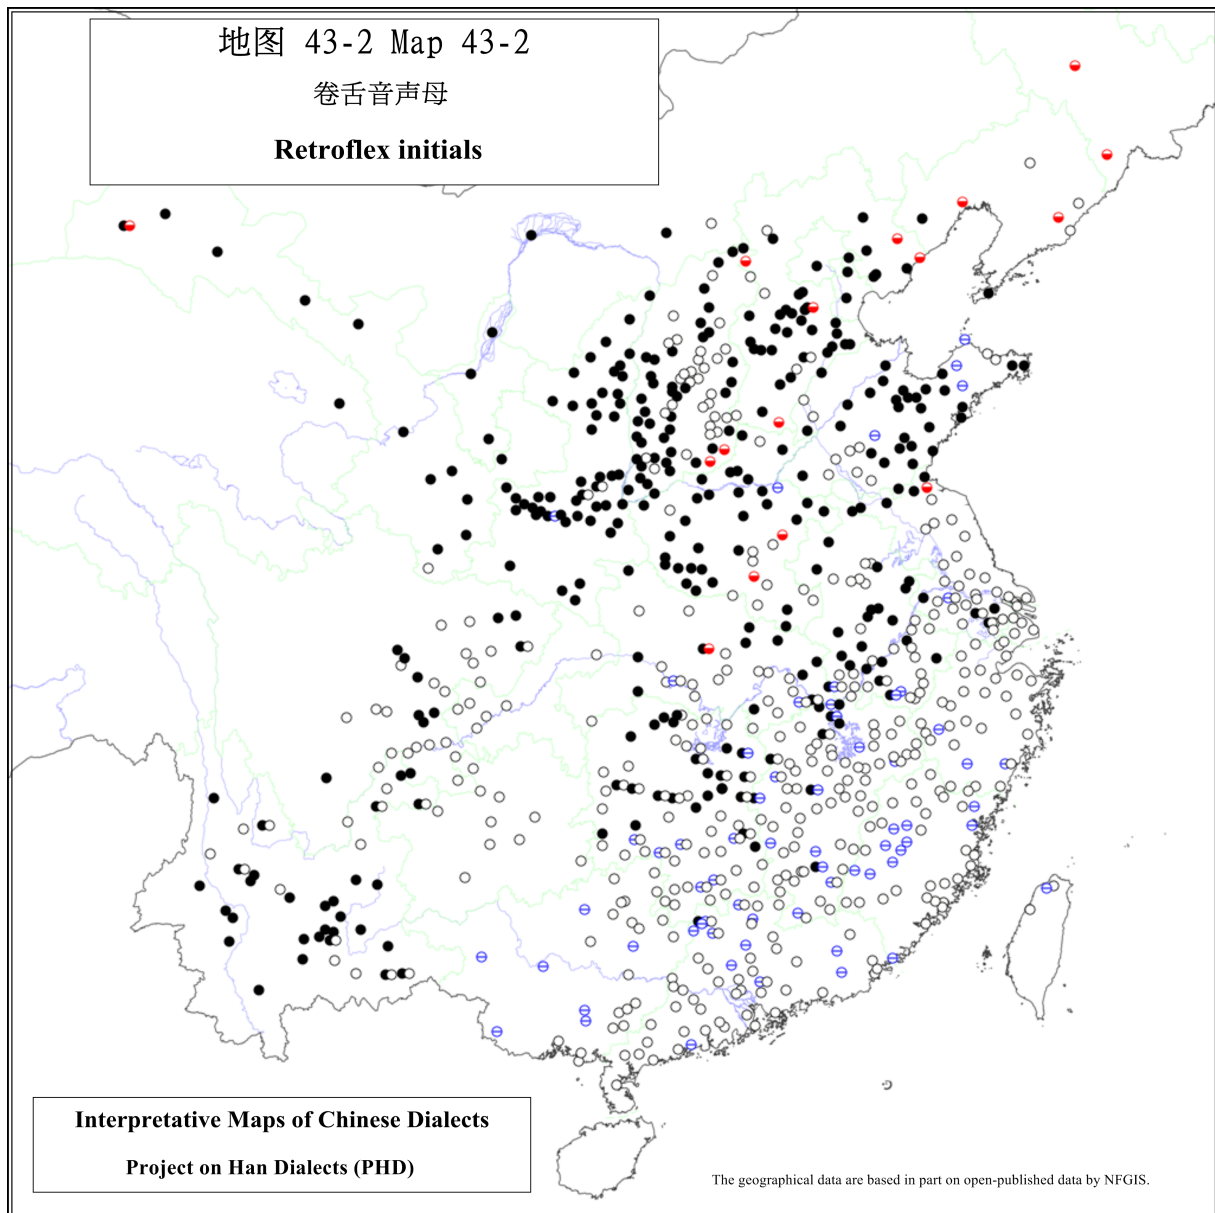 地图 43-2 Map 43-2
卷舌音声母
Retroflex initials
Interpretative Maps of Chinese Dialects
Project on Han Dialects (PHD)
The geographical data are based in part on open-published data by NFGIS.